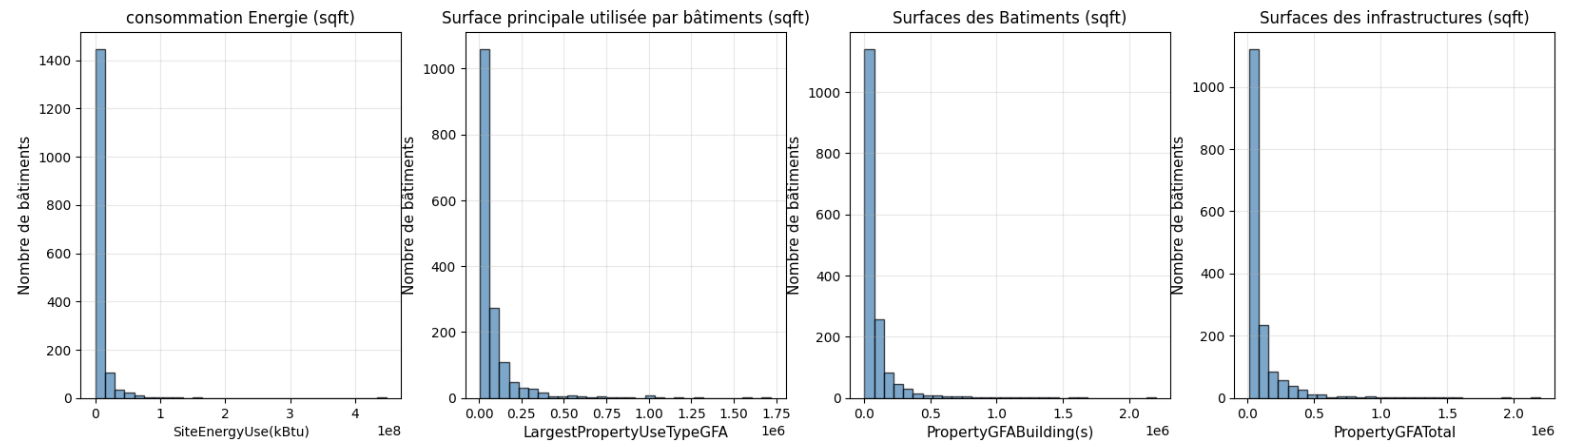 consommation Energie (sqft)
Nombre de bâtiments
1400
1200
1000
800
600
400
200
0
0 1 2 3 4
1e8
SiteEnergyUse(kBtu)
Surface principale utilisée par bâtiments (sqft)
Nombre de bâtiments
1000
800
600
400
200
0
0.00 0.25 0.50 0.75 1.00 1.25 1.50 1.75
1e6
LargestPropertyUseTypeGFA
Surfaces des Batiments (sqft)
Nombre de bâtiments
1000
800
600
400
200
0
0.0 0.5 1.0 1.5 2.0
1e6
PropertyGFABuilding(s)
Surfaces des infrastructures (sqft)
Nombre de bâtiments
1000
800
600
400
200
0
0.0 0.5 1.0 1.5 2.0
1e6
PropertyGFATotal